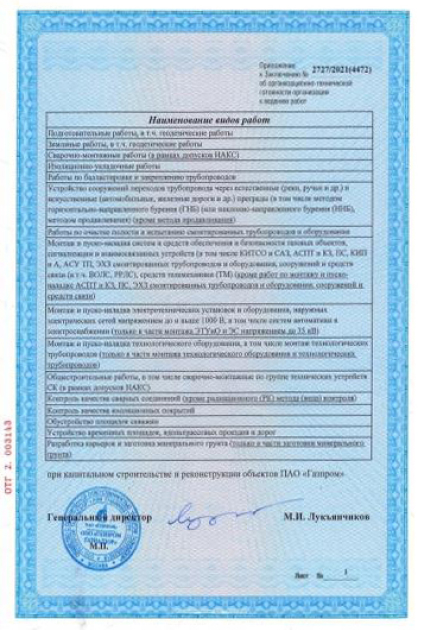 Приложение
к Заключению № 2727/2021(4472)
об организационно-технической
готовности организации
к ведению работ
Наименование видов работ
Подготовительные работы, в т.ч. геодезические работы
Земляные работы, в т.ч. геодезические работы
Сварочно-монтажные работы (в рамках допусков НАКС)
Изоляционно-укладочные работы
Работы по балластировке и закреплению трубопроводов
Устройство сооружений переходов трубопровода через естественные (реки, ручьи и др.) и
искусственные (автомобильные, железные дороги и др.) преграды (в том числе методом
горизонтально-направленного бурения (ГНБ) (или наклонно-направленного бурения (ННБ),
методом продавливания) (кроме метода продавливания)
Работы по очистке полости и испытанию смонтированных трубопроводов и оборудования
Монтаж и пуско-наладка систем и средств обеспечения и безопасности газовых объектов,
сигнализации и взаимосвязанных устройств (в том числе КИТСО и САЗ, АСПТ и КЗ, ПС, КИП
и А, АСУ ТП, ЭХЗ смонтированных трубопроводов и оборудования, сооружений и средств
связи (в т.ч. ВОЛС, РРЛС), средств телемеханики (ТМ) (кроме работ по монтажу и пуско-
наладке АСПТ и КЗ, ПС, ЭХЗ смонтированных трубопроводов и оборудования, сооружений и
средств связи)
Монтаж и пуско-наладка электротехнических установок и оборудования, наружных
электрических сетей напряжением до и выше 1000 В, в том числе систем автоматики в
электроснабжении (только в части монтажа ЭТУиО и ЭС напряжением до 35 кВ)
Монтаж и пуско-наладка технологического оборудования, в том числе монтаж технологических
трубопроводов (только в части монтажа технологического оборудования и технологических
трубопроводов)
Общестроительные работы, в том числе сварочно-монтажные по группе технических устройств
СК (в рамках допусков НАКС)
Контроль качества сварных соединений (кроме радиационного (РК) метода (вида) контроля)
Контроль качества изоляционных покрытий
Обустройство площадок скважин
Устройство временных площадок, вдольтрассовых проездов и дорог
Разработка карьеров и заготовка минерального грунта (только в части заготовки минерального
грунта)
при капитальном строительстве и реконструкции объектов ПАО «Газпром».
Генеральный директор М.И. Лукьянчиков
М.П.
Лист № 1
ОТГ 2. 003143